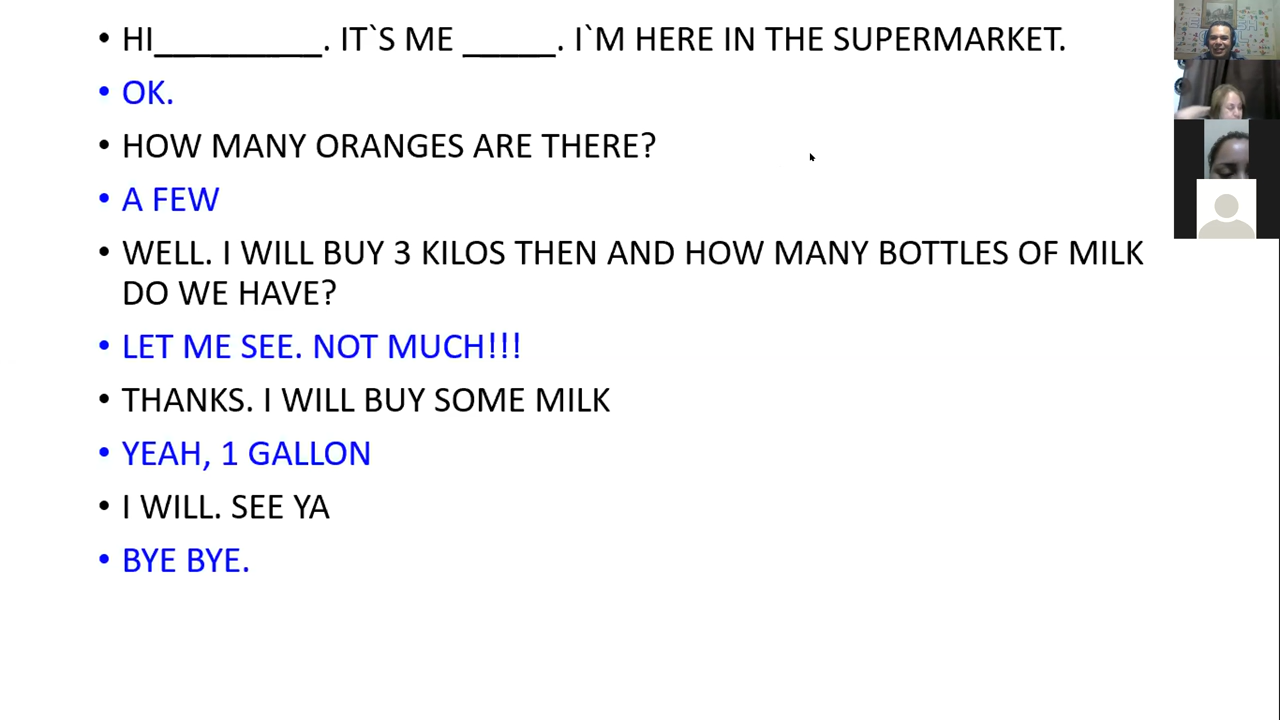 • HI_________. IT`S ME _____. I`M HERE IN THE SUPERMARKET.
• OK.
• HOW MANY ORANGES ARE THERE?
• A FEW
• WELL. I WILL BUY 3 KILOS THEN AND HOW MANY BOTTLES OF MILK
DO WE HAVE?
• LET ME SEE. NOT MUCH!!!
• THANKS. I WILL BUY SOME MILK
• YEAH, 1 GALLON
• I WILL. SEE YA
• BYE BYE.